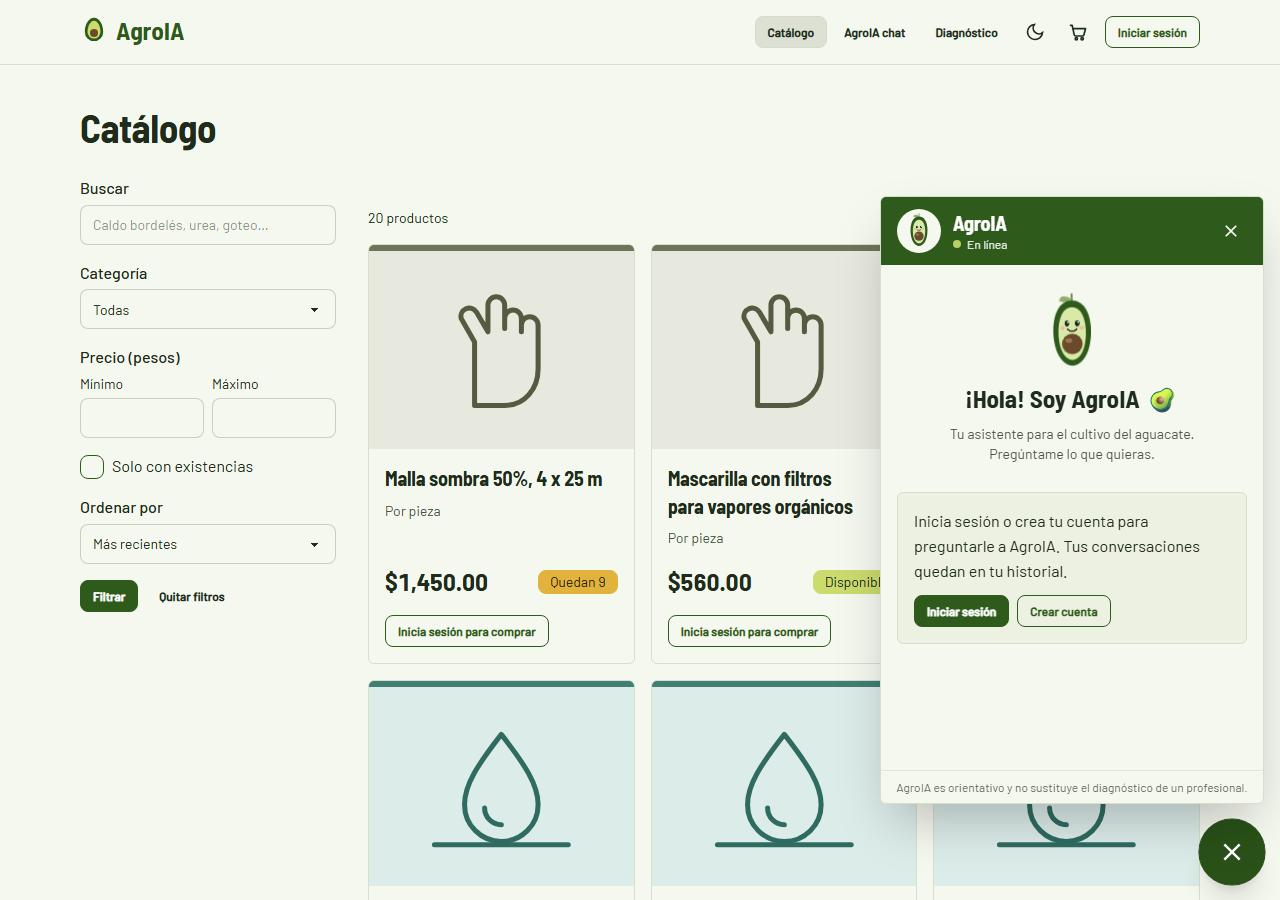 AgroIA
Catálogo
AgroIA chat
Diagnóstico
Iniciar sesión
Catálogo
Buscar
Caldo bordelés, urea, goteo...
Categoría
Todas
Precio (pesos)
Mínimo
Máximo
Solo con existencias
Ordenar por
Más recientes
Filtrar
Quitar filtros
20 productos
Malla sombra 50%, 4 x 25 m
Por pieza
$1,450.00
Quedan 9
Inicia sesión para comprar
Mascarilla con filtros
para vapores orgánicos
Por pieza
$560.00
Inicia sesión para comprar
AgroIA
En línea
¡Hola! Soy AgroIA
Tu asistente para el cultivo del aguacate.
Pregúntame lo que quieras.
Inicia sesión o crea tu cuenta para
preguntarle a AgroIA. Tus conversaciones
quedan en tu historial.
Iniciar sesión
Crear cuenta
AgroIA es orientativo y no sustituye el diagnóstico de un profesional.